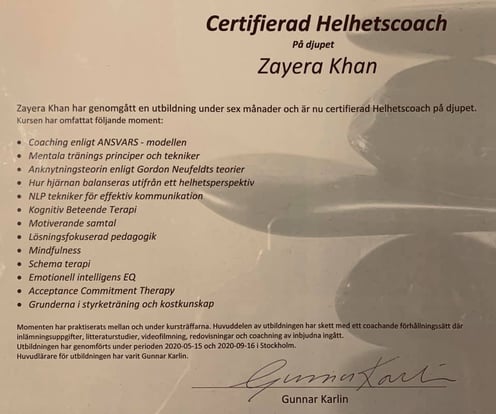 Certifierad Helhetscoach
På djupet
Zayera Khan
Zayera Khan har genomgått en utbildning under sex månader och är nu certifierad Helhetscoach på djupet.
Kursen har omfattat följande moment:
• Coaching enligt ANSVARS - modellen
• Mentala tränings principer och tekniker
• Anknytningsteorin enligt Gordon Neufeldts teorier
• Hur hjärnan balanseras utifrån ett helhetsperspektiv
• NLP tekniker för effektiv kommunikation
• Kognitiv Beteende Terapi
• Motiverande samtal
• Lösningsfokuserad pedagogik
• Mindfulness
• Schema terapi
• Emotionell intelligens EQ
• Acceptance Commitment Therapy
• Grunderna i styrketräning och kostkunskap
Momenten har praktiserats mellan och under kursträffarna. Huvuddelen av utbildningen har skett med ett coachande förhållningssätt där
inlämningsuppgifter, litteraturstudier, videofilmning, redovisningar och coachning av inbjudna ingått.
Utbildningen har genomförts under perioden 2020-05-15 och 2020-09-16 i Stockholm.
Huvudlärare för utbildningen har varit Gunnar Karlin.
Gunnar Karlin
Gunnar Karlin